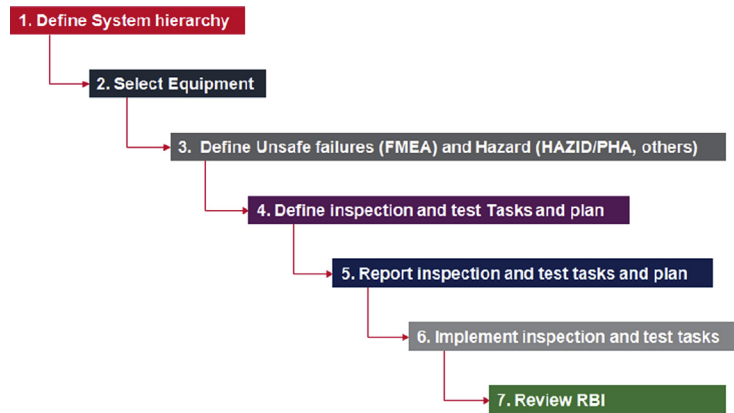 1. Define System hierarchy
2. Select Equipment
3. Define Unsafe failures (FMEA) and Hazard (HAZID/PHA, others)
4. Define inspection and test Tasks and plan
5. Report inspection and test tasks and plan
6. Implement inspection and test tasks
7. Review RBI